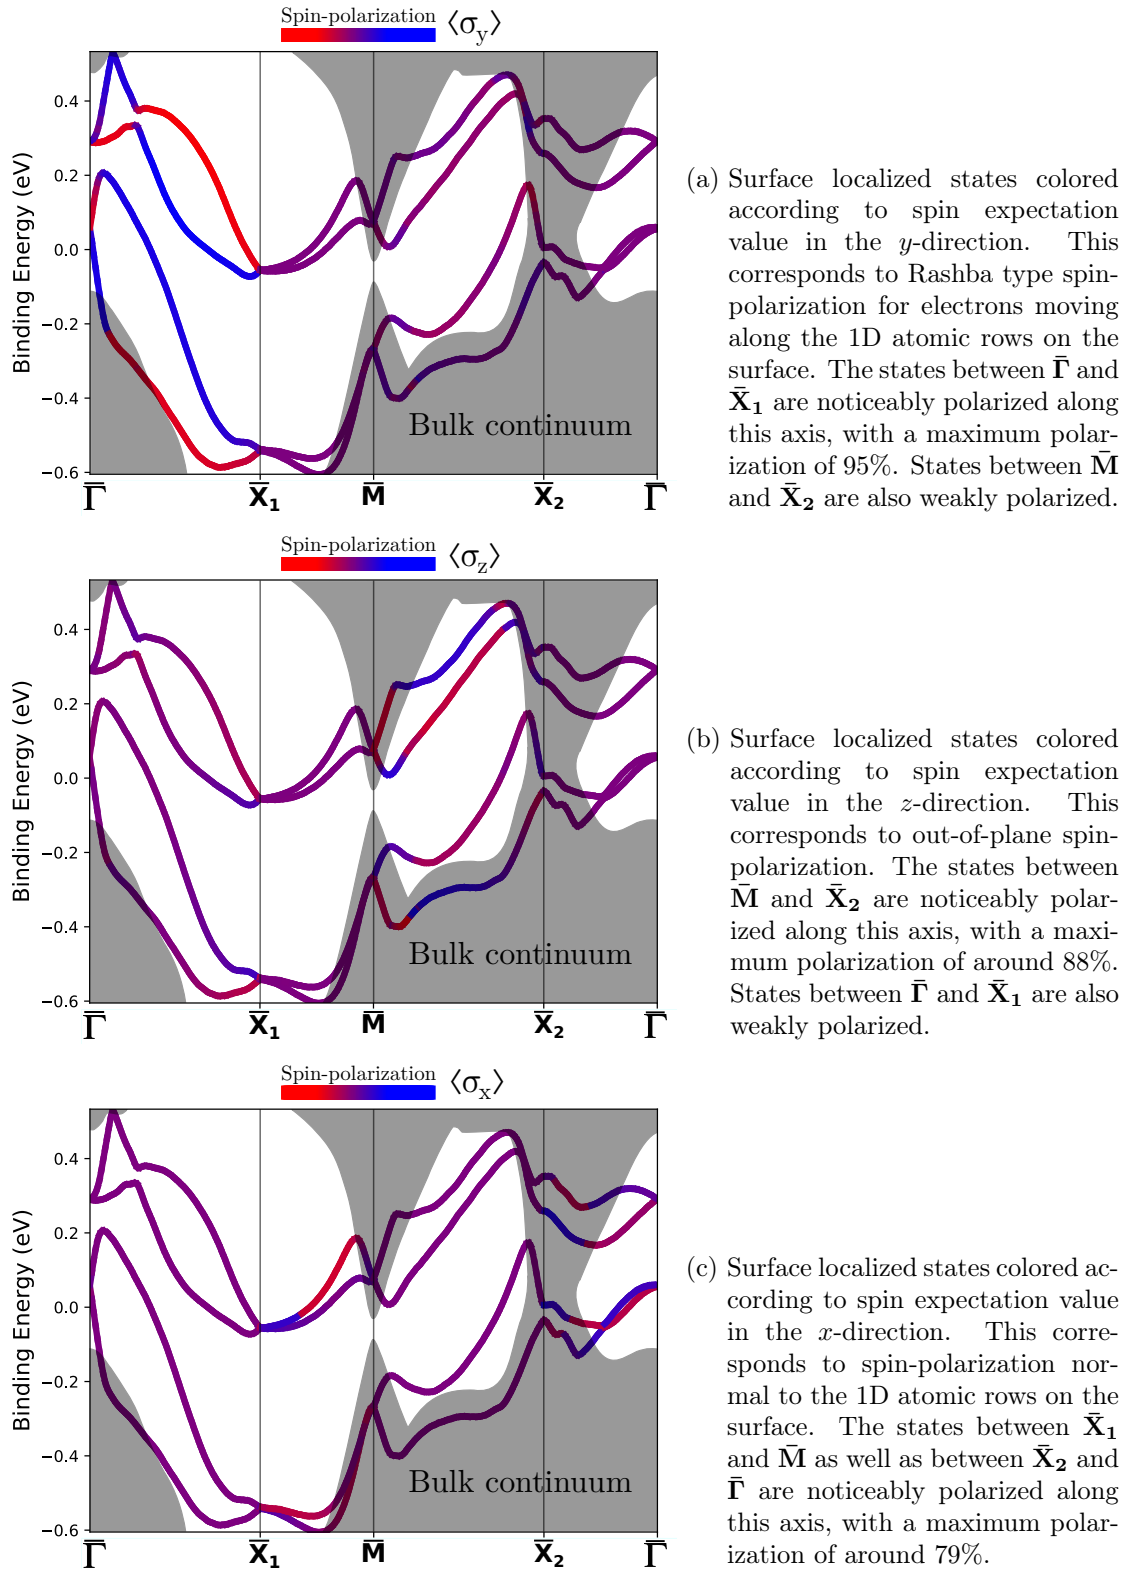 Spin-polarization ⟨σy⟩
Binding Energy (eV)
0.4
0.2
0.0
−0.2
−0.4
−0.6
Bulk continuum
Γ̄ X̄1 M̄ X̄2 Γ̄
(a) Surface localized states colored
according to spin expectation
value in the y-direction. This
corresponds to Rashba type spin-
polarization for electrons moving
along the 1D atomic rows on the
surface. The states between Γ̄ and
X̄1 are noticeably polarized along
this axis, with a maximum polar-
ization of 95%. States between M̄
and X̄2 are also weakly polarized.
Spin-polarization ⟨σz⟩
Binding Energy (eV)
0.4
0.2
0.0
−0.2
−0.4
−0.6
Bulk continuum
Γ̄ X̄1 M̄ X̄2 Γ̄
(b) Surface localized states colored
according to spin expectation
value in the z-direction. This
corresponds to out-of-plane spin-
polarization. The states between
M̄ and X̄2 are noticeably polar-
ized along this axis, with a maxi-
mum polarization of around 88%.
States between Γ̄ and X̄1 are also
weakly polarized.
Spin-polarization ⟨σx⟩
Binding Energy (eV)
0.4
0.2
0.0
−0.2
−0.4
−0.6
Bulk continuum
Γ̄ X̄1 M̄ X̄2 Γ̄
(c) Surface localized states colored ac-
cording to spin expectation value
in the x-direction. This corre-
sponds to spin-polarization nor-
mal to the 1D atomic rows on the
surface. The states between X̄1
and M̄ as well as between X̄2 and
Γ̄ are noticeably polarized along
this axis, with a maximum polar-
ization of around 79%.